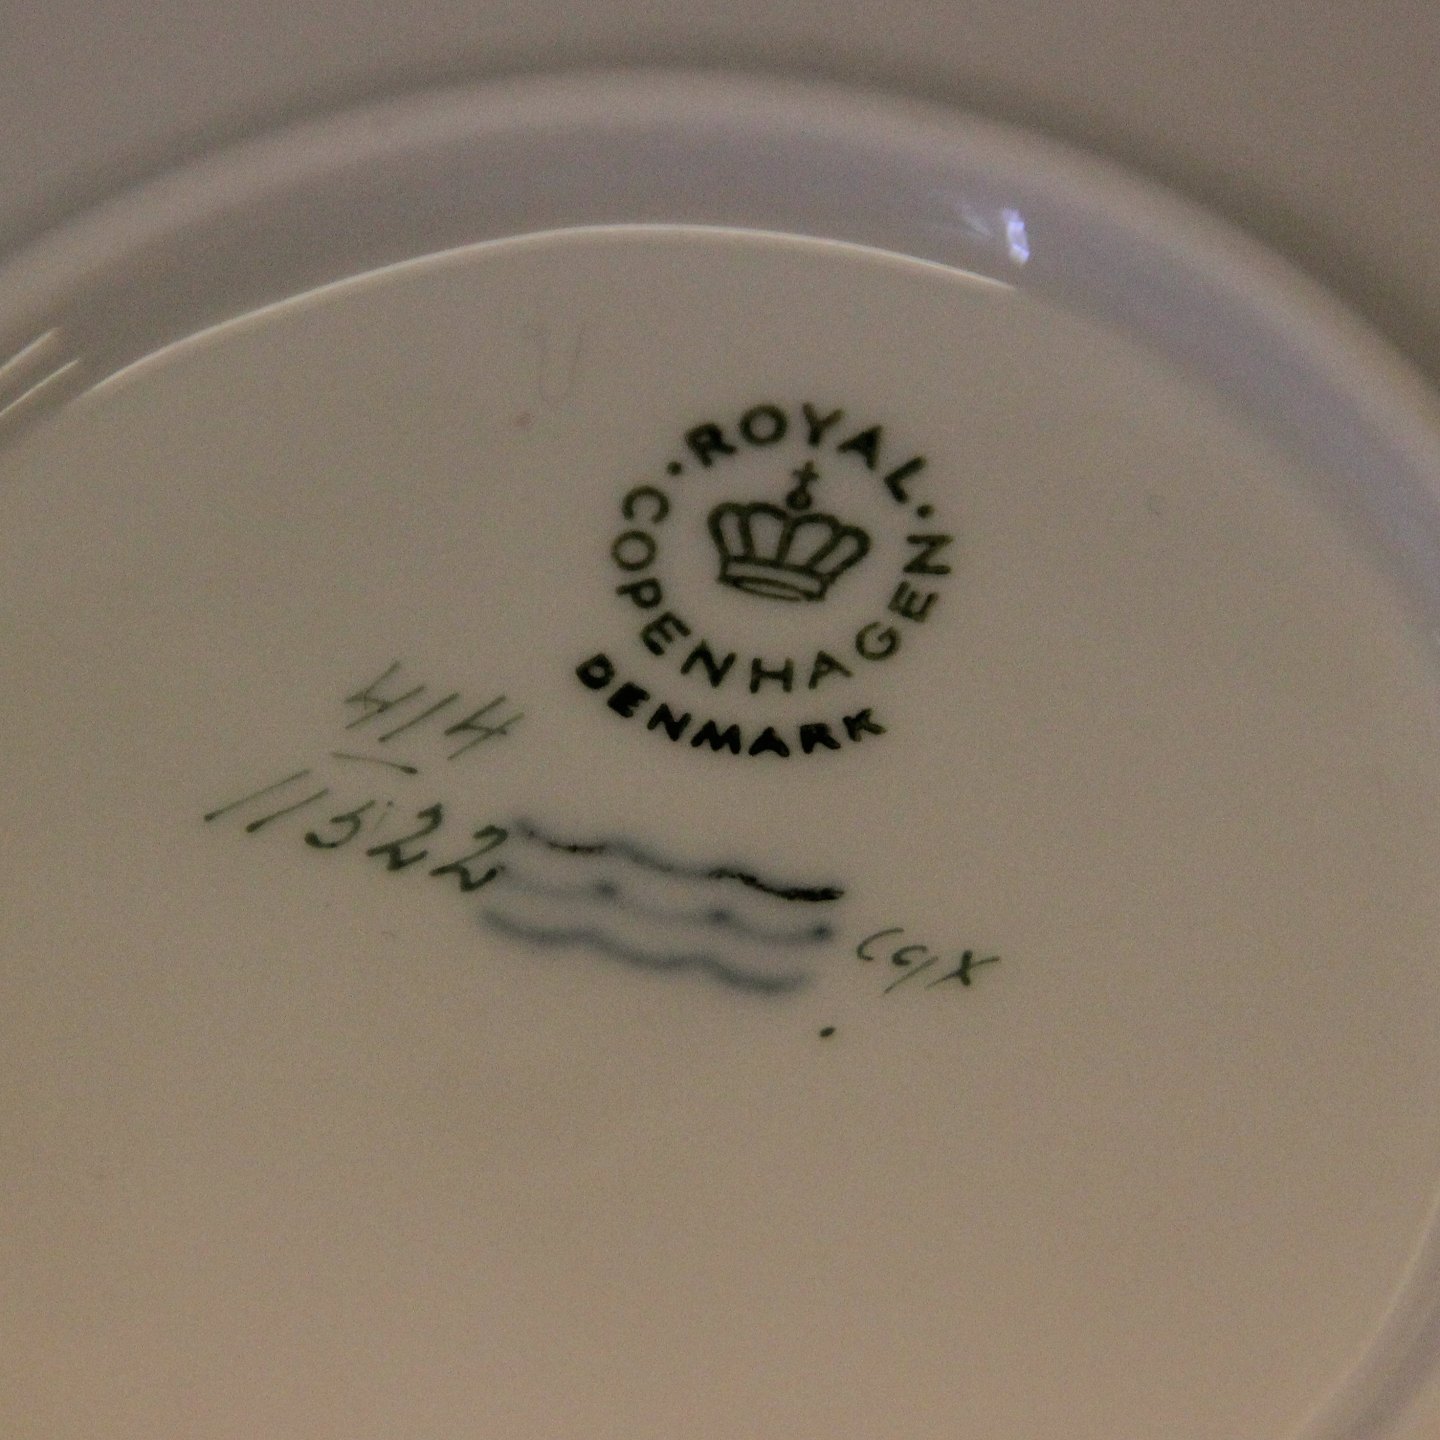 · ROYAL ·
COPENHAGEN
DENMARK
414
11522